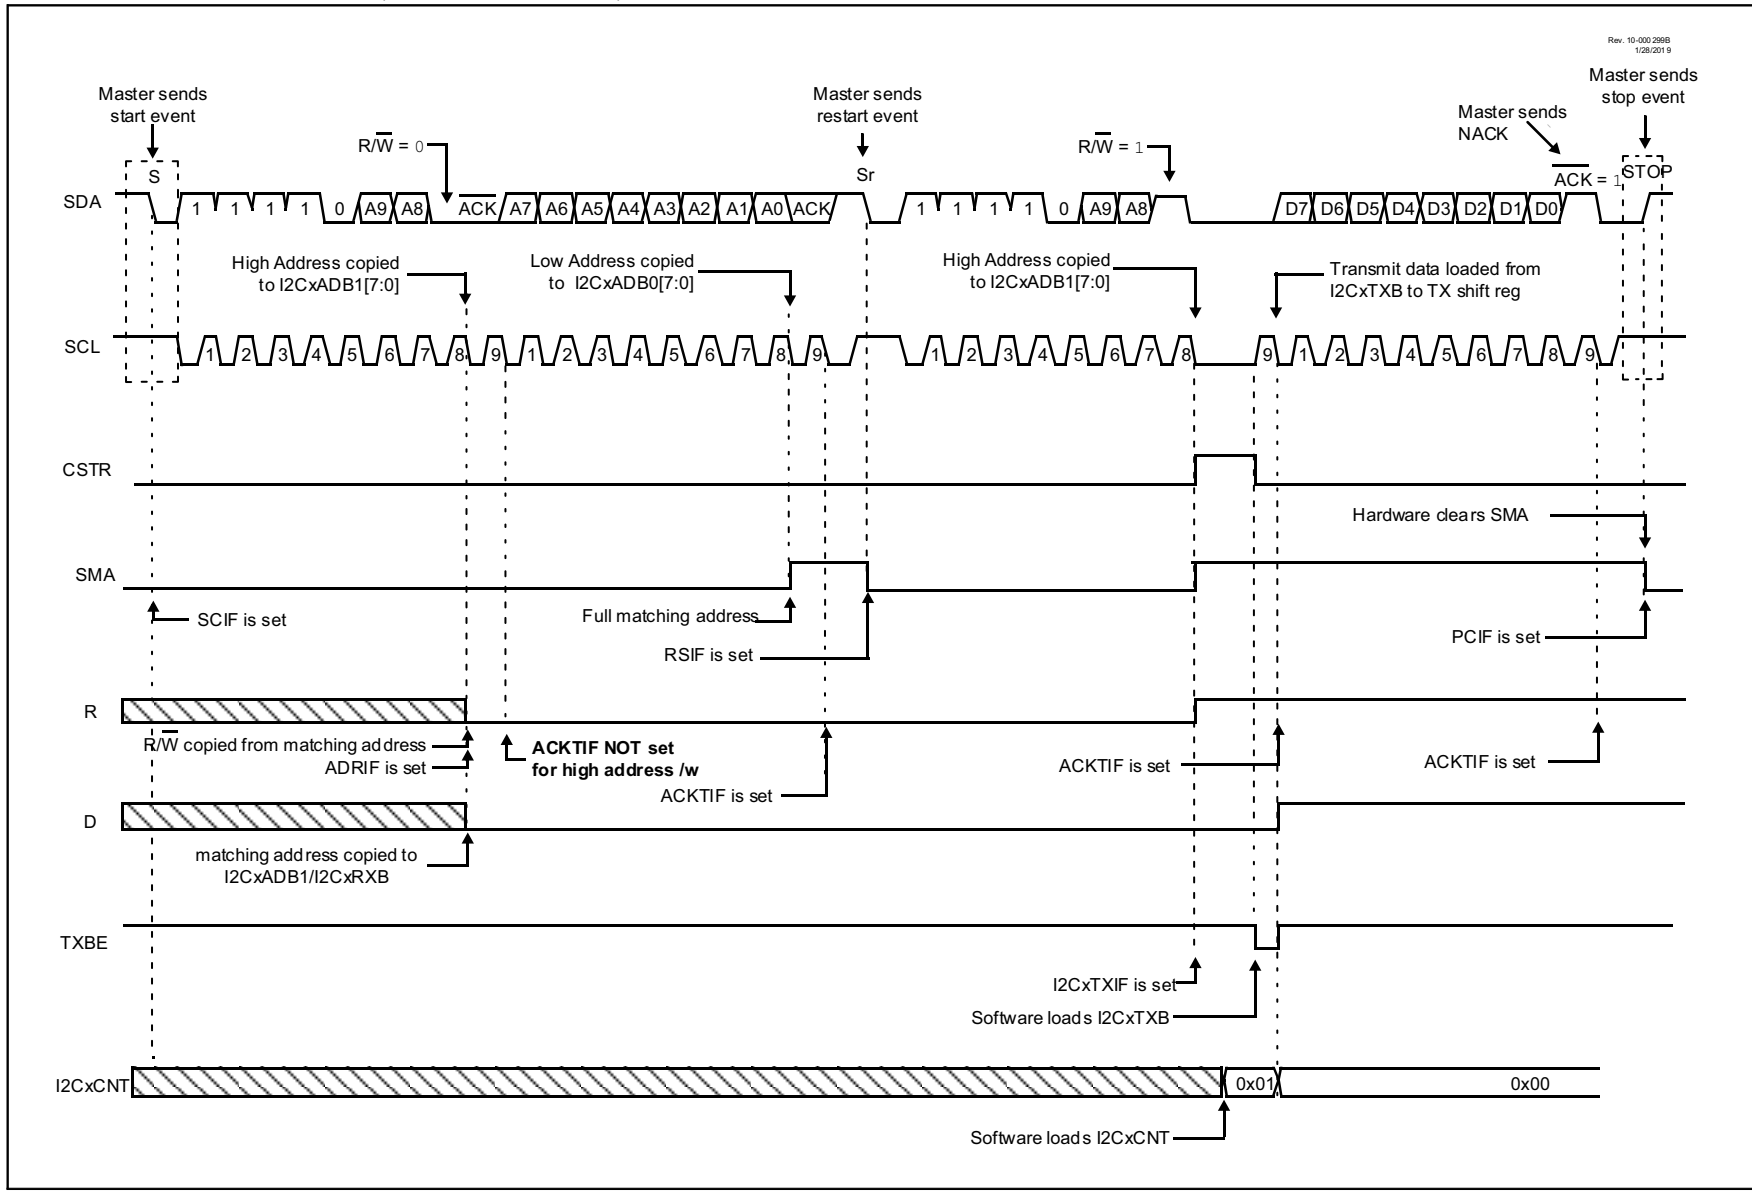 Rev. 10-000 299B
1/28/201 9
Master sends
start event
Master sends
restart event
Master sends
stop event
Master sends
NACK
R/W = 0
R/W = 1
S
Sr
STOP
ACK = 1
SDA
1 1 1 1 0 A9 A8 ACK A7 A6 A5 A4 A3 A2 A1 A0 ACK 1 1 1 1 0 A9 A8 D7 D6 D5 D4 D3 D2 D1 D0
High Address copied
to I2CxADB1[7:0]
Low Address copied
to I2CxADB0[7:0]
High Address copied
to I2CxADB1[7:0]
Transmit data loaded from
I2CxTXB to TX shift reg
SCL
1 2 3 4 5 6 7 8 9 1 2 3 4 5 6 7 8 9 1 2 3 4 5 6 7 8 9 1 2 3 4 5 6 7 8 9
CSTR
Hardware clears SMA
SMA
SCIF is set
Full matching address
RSIF is set
PCIF is set
R
R/W copied from matching address
ADRIF is set
ACKTIF NOT set
for high address /w
ACKTIF is set
ACKTIF is set
ACKTIF is set
D
matching address copied to
I2CxADB1/I2CxRXB
TXBE
I2CxTXIF is set
Software loads I2CxTXB
I2CxCNT
0x01
0x00
Software loads I2CxCNT